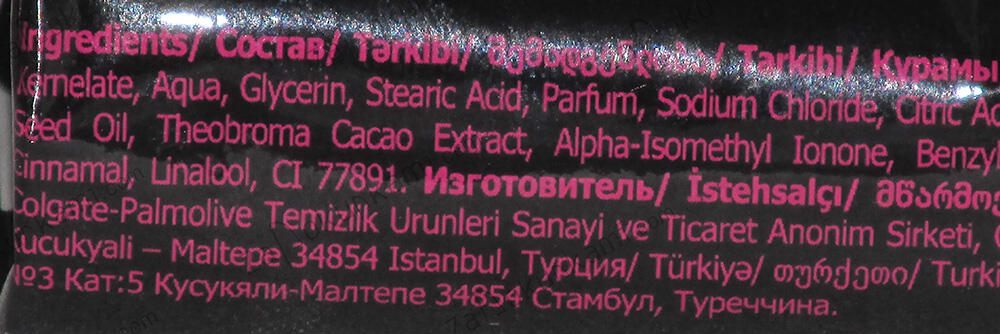 Ingredients/ Состав/ Tərkibi/ შემადგენლობა/ Tarkibi/ Курамы
Kernelate, Aqua, Glycerin, Stearic Acid, Parfum, Sodium Chloride, Citric Ac
Seed Oil, Theobroma Cacao Extract, Alpha-Isomethyl Ionone, Benzyl
Cinnamal, Linalool, CI 77891. Изготовитель/ İstehsalçı/ მწარმოე
Colgate-Palmolive Temizlik Urunleri Sanayi ve Ticaret Anonim Sirketi,
Kucukyali – Maltepe 34854 Istanbul, Турция/ Türkiyə/ თურქეთი/ Turki
№3 Кат:5 Кусукяли-Малтепе 34854 Стамбул, Туреччина.